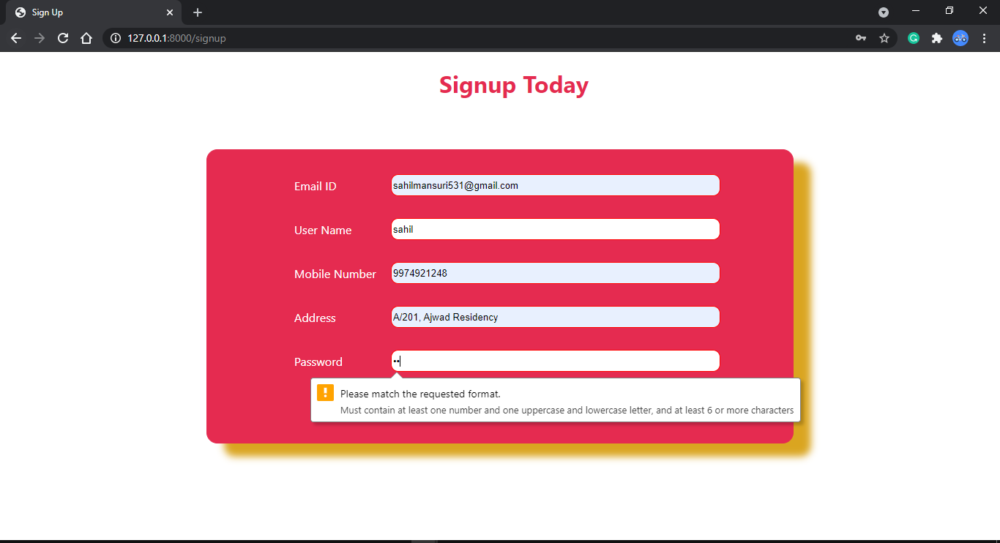 Sign Up
127.0.0.1:8000/signup
G
Signup Today
Email ID sahilmansuri531@gmail.com
User Name sahil
Mobile Number 9974921248
Address A/201, Ajwad Residency
Password ••
! Please match the requested format.
Must contain at least one number and one uppercase and lowercase letter, and at least 6 or more characters